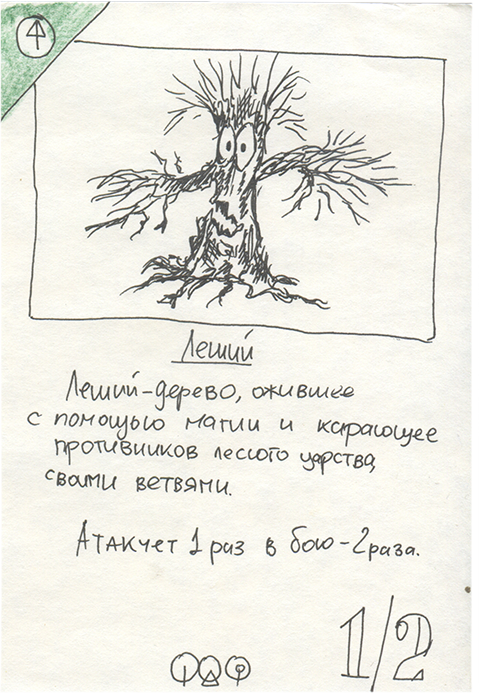 4
Леший
Леший-дерево, ожившее
с помощью магии и карающее
противников лесного царства,
своими ветвями.
Атакует 1 раз в бою-2 раза.
1/2